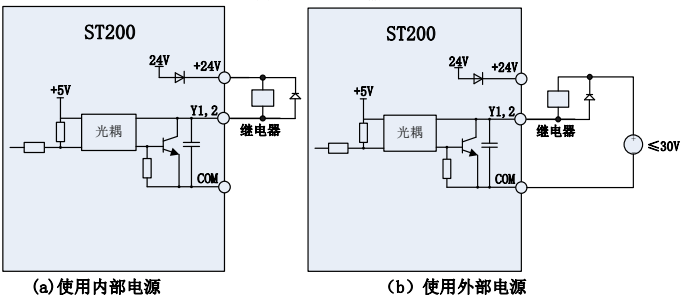 ST200
24V
+24V
+5V
Y1,2
光耦
继电器
COM
(a)使用内部电源
ST200
24V
+24V
+5V
Y1,2
光耦
继电器
≤30V
COM
(b) 使用外部电源